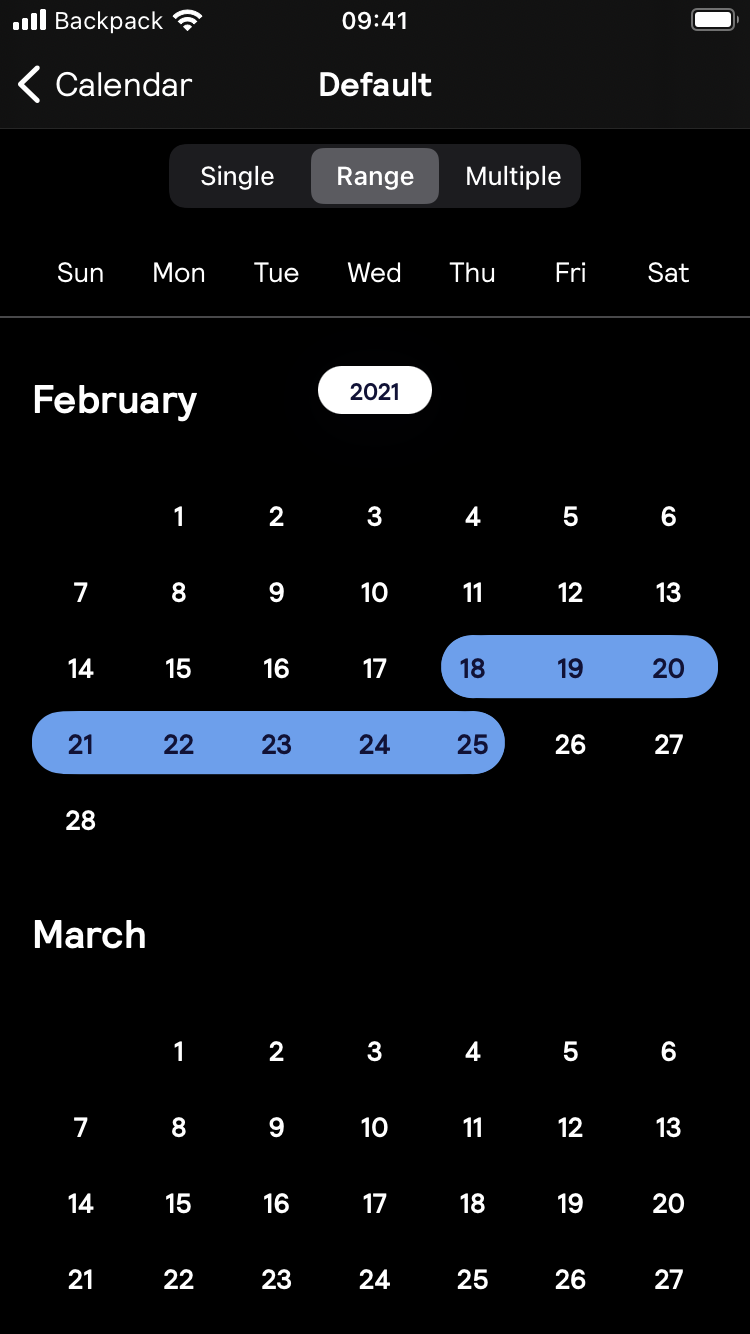 Backpack 09:41
Calendar Default
Single Range Multiple
Sun Mon Tue Wed Thu Fri Sat
February 2021
1 2 3 4 5 6
7 8 9 10 11 12 13
14 15 16 17 18 19 20
21 22 23 24 25 26 27
28
March
1 2 3 4 5 6
7 8 9 10 11 12 13
14 15 16 17 18 19 20
21 22 23 24 25 26 27